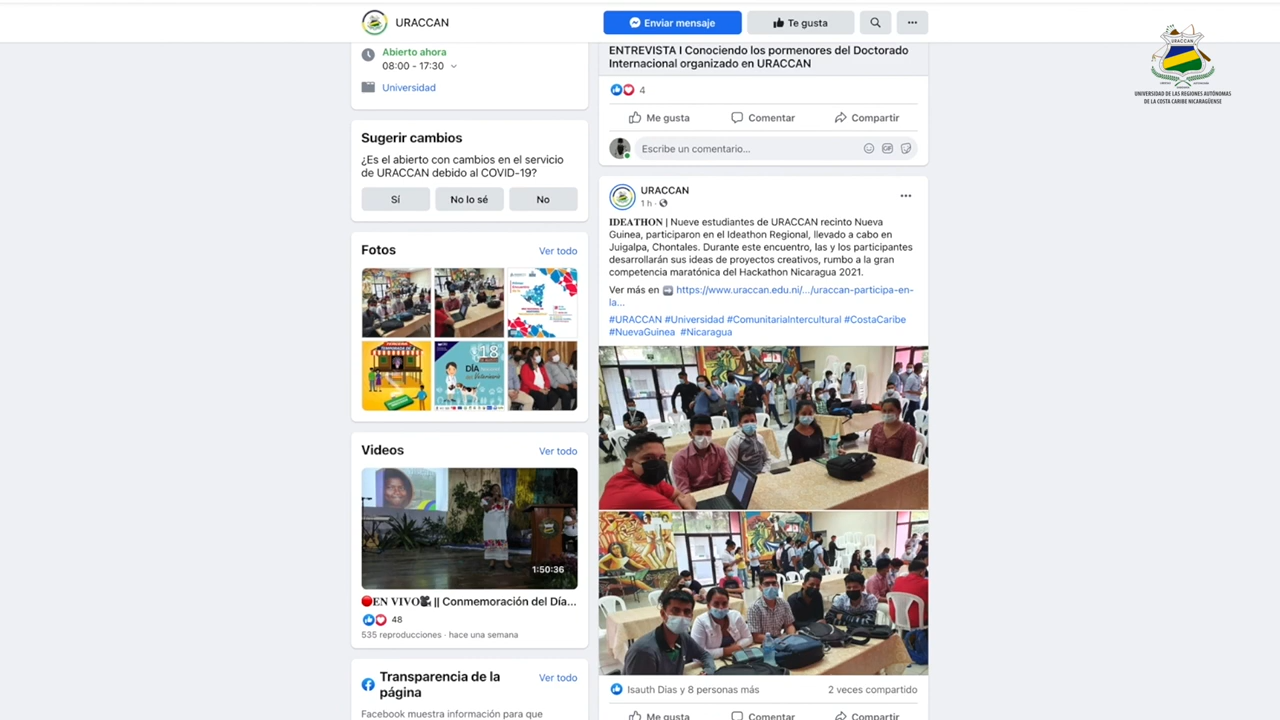 URACCAN
Enviar mensaje
Te gusta
URACCAN
UNIVERSIDAD DE LAS REGIONES AUTÓNOMAS
DE LA COSTA CARIBE NICARAGÜENSE
Abierto ahora
08:00 - 17:30
Universidad
Sugerir cambios
¿Es el abierto con cambios en el servicio
de URACCAN debido al COVID-19?
Sí
No lo sé
No
Fotos
Ver todo
18
DÍA
Videos
Ver todo
1:50:36
🔴EN VIVO🎥 || Conmemoración del Día...
48
535 reproducciones · hace una semana
Transparencia de la
página
Ver todo
Facebook muestra información para que
ENTREVISTA I Conociendo los pormenores del Doctorado
Internacional organizado en URACCAN
4
Me gusta
Comentar
Compartir
Escribe un comentario...
URACCAN
1 h ·
IDEATHON | Nueve estudiantes de URACCAN recinto Nueva
Guinea, participaron en el Ideathon Regional, llevado a cabo en
Juigalpa, Chontales. Durante este encuentro, las y los participantes
desarrollarán sus ideas de proyectos creativos, rumbo a la gran
competencia maratónica del Hackathon Nicaragua 2021.
Ver más en ➡️ https://www.uraccan.edu.ni/.../uraccan-participa-en-
la...
#URACCAN #Universidad #ComunitariaIntercultural #CostaCaribe
#NuevaGuinea #Nicaragua
Isauth Dias y 8 personas más
2 veces compartido
Me gusta
Comentar
Compartir